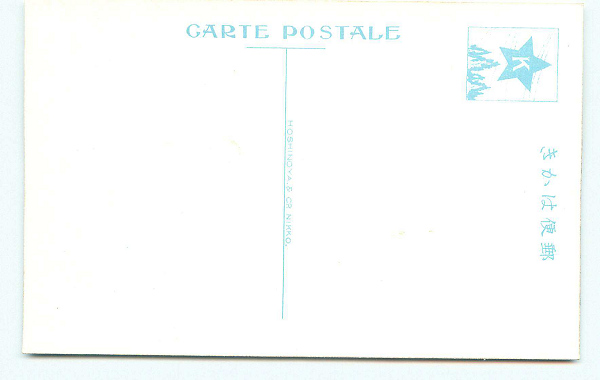 CARTE POSTALE
K
HOSHINOYA & CO NIKKO.
郵便はかき